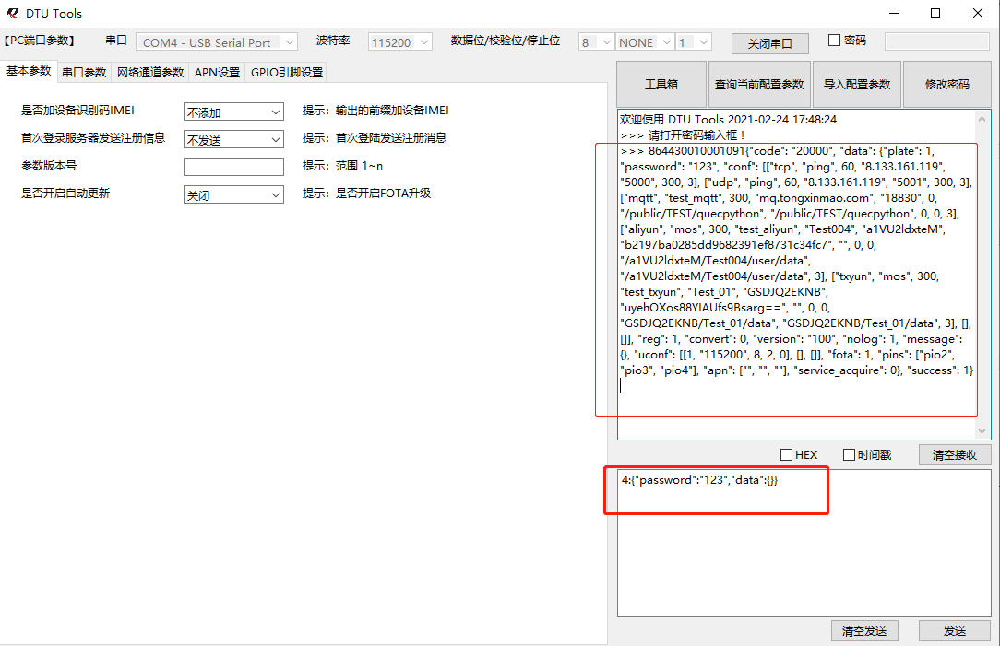 DTU Tools
【PC端口参数】 串口 COM4 - USB Serial Port 波特率 115200 数据位/校验位/停止位 8 NONE 1 关闭串口 密码
基本参数 串口参数 网络通道参数 APN设置 GPIO引脚设置
工具箱 查询当前配置参数 导入配置参数 修改密码
是否加设备识别码IMEI 不添加 提示: 输出的前缀加设备IMEI
首次登录服务器发送注册信息 不发送 提示: 首次登陆发送注册消息
参数版本号 提示: 范围 1~n
是否开启自动更新 关闭 提示: 是否开启FOTA升级
欢迎使用 DTU Tools 2021-02-24 17:48:24
>>> 请打开密码输入框！
>>> 864430010001091{"code": "20000", "data": {"plate": 1,
"password": "123", "conf": [["tcp", "ping", 60, "8.133.161.119",
"5000", 300, 3], ["udp", "ping", 60, "8.133.161.119", "5001", 300, 3],
["mqtt", "test_mqtt", 300, "mq.tongxinmao.com", "18830", 0,
"/public/TEST/quecpython", "/public/TEST/quecpython", 0, 0, 3],
["aliyun", "mos", 300, "test_aliyun", "Test004", "a1VU2ldxteM",
"b2197ba0285dd9682391ef8731c34fc7", "", 0, 0,
"/a1VU2ldxteM/Test004/user/data",
"/a1VU2ldxteM/Test004/user/data", 3], ["txyun", "mos", 300,
"test_txyun", "Test_01", "GSDJQ2EKNB",
"uyehOXos88YIAUfs9Bsarg==", "", 0, 0,
"GSDJQ2EKNB/Test_01/data", "GSDJQ2EKNB/Test_01/data", 3], [],
[]], "reg": 1, "convert": 0, "version": "100", "nolog": 1, "message":
{}, "uconf": [[1, "115200", 8, 2, 0], [], []], "fota": 1, "pins": ["pio2",
"pio3", "pio4"], "apn": ["", "", ""], "service_acquire": 0}, "success": 1}
HEX 时间戳 清空接收
4:{"password":"123","data":{}}
清空发送 发送